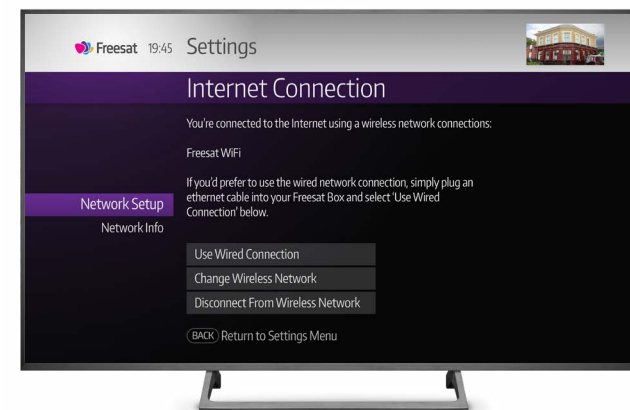 Freesat 19:45 Settings
Internet Connection
You're connected to the Internet using a wireless network connections:
Freesat WiFi
If you'd prefer to use the wired network connection, simply plug an
ethernet cable into your Freesat Box and select 'Use Wired
Connection' below.
Network Setup
Network Info
Use Wired Connection
Change Wireless Network
Disconnect From Wireless Network
BACK Return to Settings Menu